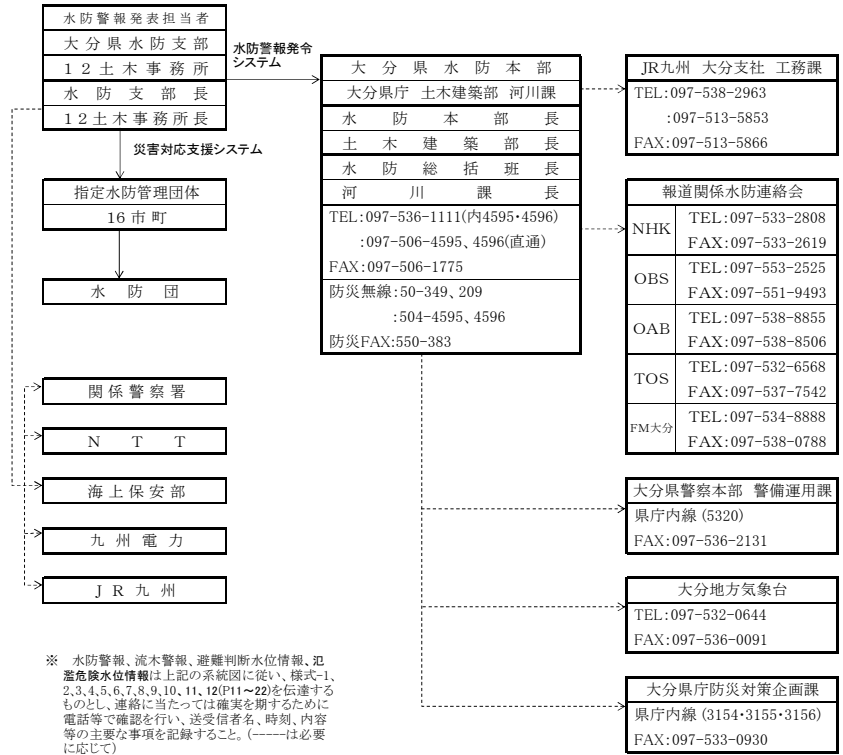 水防警報発表担当者
大分県水防支部
12土木事務所
水防支部長
12土木事務所長
水防警報発令
システム
災害対応支援システム
指定水防管理団体
16市町
水防団
関係警察署
NTT
海上保安部
九州電力
JR九州
大分県水防本部
大分県庁 土木建築部 河川課
水防本部長
土木建築部長
水防総括班長
河川課長
TEL:097-536-1111(内4595・4596)
:097-506-4595、4596(直通)
FAX:097-506-1775
防災無線:50-349、209
:504-4595、4596
防災FAX:550-383
JR九州 大分支社 工務課
TEL:097-538-2963
:097-513-5853
FAX:097-513-5866
報道関係水防連絡会
NHK
TEL:097-533-2808
FAX:097-533-2619
OBS
TEL:097-553-2525
FAX:097-551-9493
OAB
TEL:097-538-8855
FAX:097-538-8506
TOS
TEL:097-532-6568
FAX:097-537-7542
FM大分
TEL:097-534-8888
FAX:097-538-0788
大分県警察本部 警備運用課
県庁内線 (5320)
FAX:097-536-2131
大分地方気象台
TEL:097-532-0644
FAX:097-536-0091
大分県庁防災対策企画課
県庁内線 (3154・3155・3156)
FAX:097-533-0930
※ 水防警報、流木警報、避難判断水位情報、氾
濫危険水位情報は上記の系統図に従い、様式-1、
2、3、4、5、6、7、8、9、10、11、12(P11～22)を伝達する
ものとし、連絡に当たっては確実を期するために
電話等で確認を行い、送受信者名、時刻、内容
等の主要な事項を記録すること。(-----は必要
に応じて)